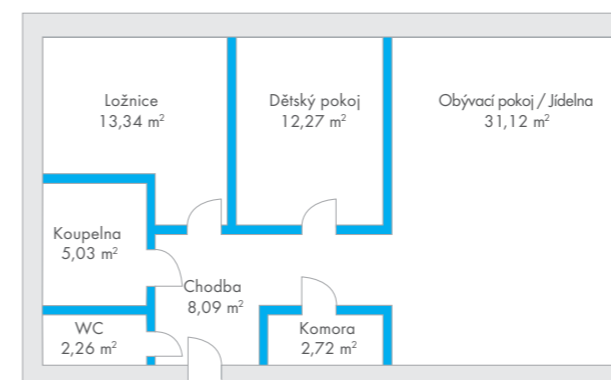 Ložnice
13,34 m²
Dětský pokoj
12,27 m²
Obývací pokoj / Jídelna
31,12 m²
Koupelna
5,03 m²
Chodba
8,09 m²
WC
2,26 m²
Komora
2,72 m²